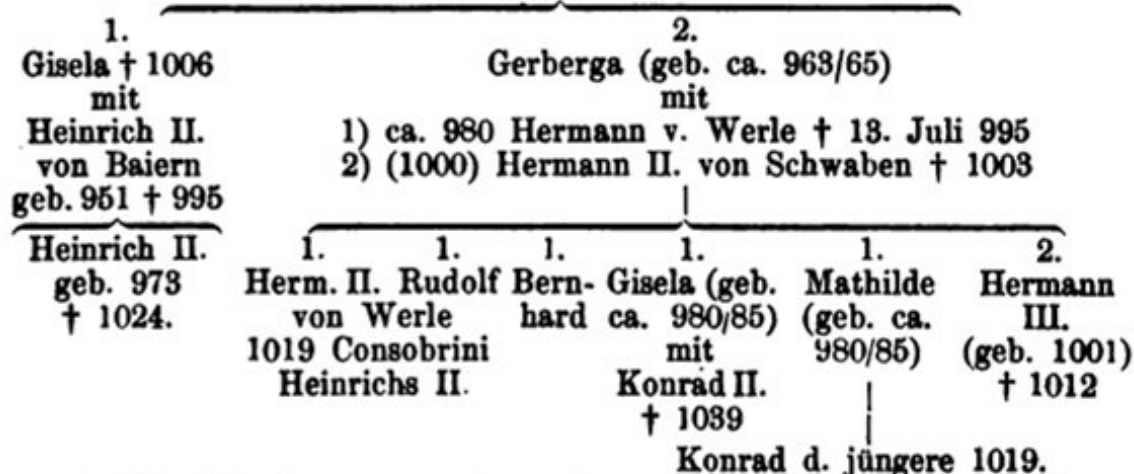 1.
Gisela † 1006
mit
Heinrich II.
von Baiern
geb. 951 † 995
2.
Gerberga (geb. ca. 963/65)
mit
1) ca. 980 Hermann v. Werle † 13. Juli 995
2) (1000) Hermann II. von Schwaben † 1003
Heinrich II.
geb. 973
† 1024.
1. 1.
Herm. II. Rudolf
von Werle
1019 Consobrini
Heinrichs II.
1.
Bern-
hard
1.
Gisela (geb.
ca. 980/85)
mit
Konrad II.
† 1039
1.
Mathilde
(geb. ca.
980/85)
Konrad d. jüngere 1019.
2.
Hermann
III.
(geb. 1001)
† 1012